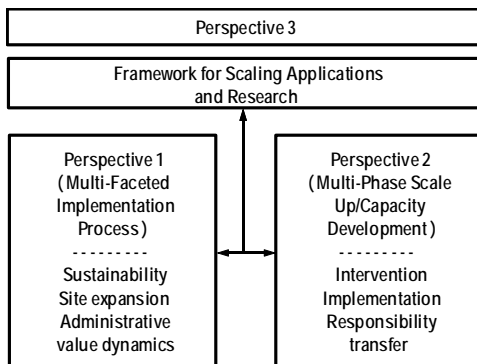 Perspective 3
Framework for Scaling Applications
and Research
Perspective 1
(Multi-Faceted
Implementation
Process)
---------
Sustainability
Site expansion
Administrative
value dynamics
Perspective 2
(Multi-Phase Scale
Up/Capacity
Development)
---------
Intervention
Implementation
Responsibility
transfer